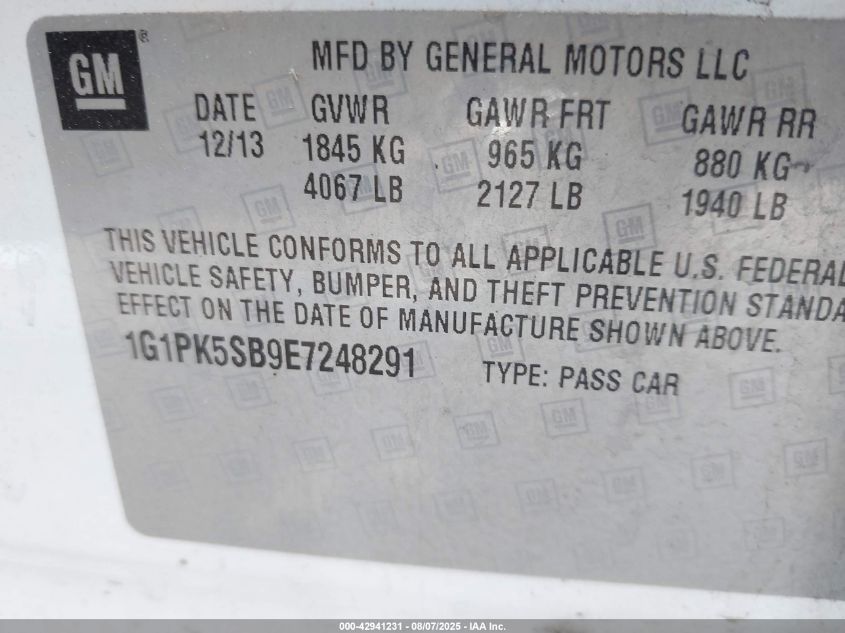 GM ®
MFD BY GENERAL MOTORS LLC
DATE GVWR GAWR FRT GAWR RR
12/13 1845 KG 965 KG 880 KG
4067 LB 2127 LB 1940 LB
THIS VEHICLE CONFORMS TO ALL APPLICABLE U.S. FEDERAL
VEHICLE SAFETY, BUMPER, AND THEFT PREVENTION STANDA
EFFECT ON THE DATE OF MANUFACTURE SHOWN ABOVE.
1G1PK5SB9E7248291 TYPE: PASS CAR
000-42941231 - 08/07/2025 - IAA Inc.